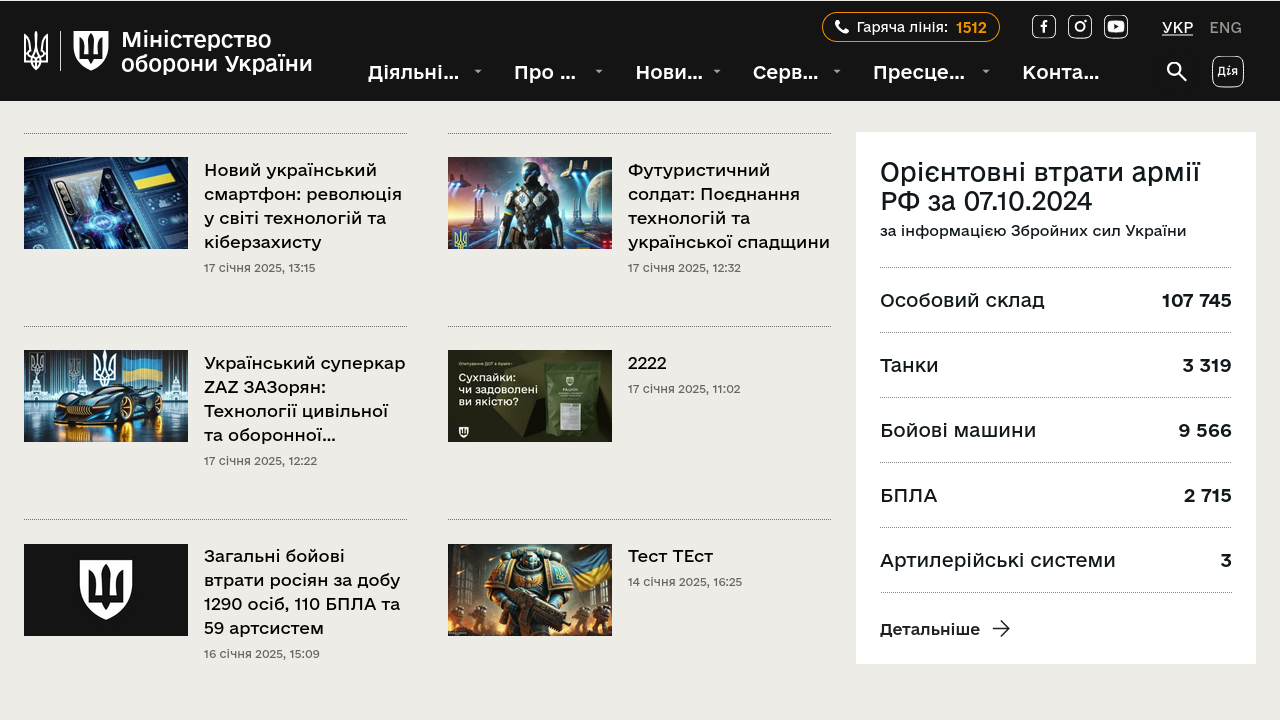 Міністерство
оборони України
Гаряча лінія: 1512
УКР ENG
Діяльні...
Про ...
Нови...
Серв...
Пресце...
Конта...
Дія
Новий український
смартфон: революція
у світі технологій та
кіберзахисту
17 січня 2025, 13:15
Футуристичний
солдат: Поєднання
технологій та
української спадщини
17 січня 2025, 12:32
Український суперкар
ZAZ ЗАЗорян:
Технології цивільної
та оборонної...
17 січня 2025, 12:22
Сухпайки:
чи задоволені
ви якістю?
2222
17 січня 2025, 11:02
Загальні бойові
втрати росіян за добу
1290 осіб, 110 БПЛА та
59 артсистем
16 січня 2025, 15:09
Тест ТЕст
14 січня 2025, 16:25
Орієнтовні втрати армії
РФ за 07.10.2024
за інформацією Збройних сил України
Особовий склад 107 745
Танки 3 319
Бойові машини 9 566
БПЛА 2 715
Артилерійські системи 3
Детальніше